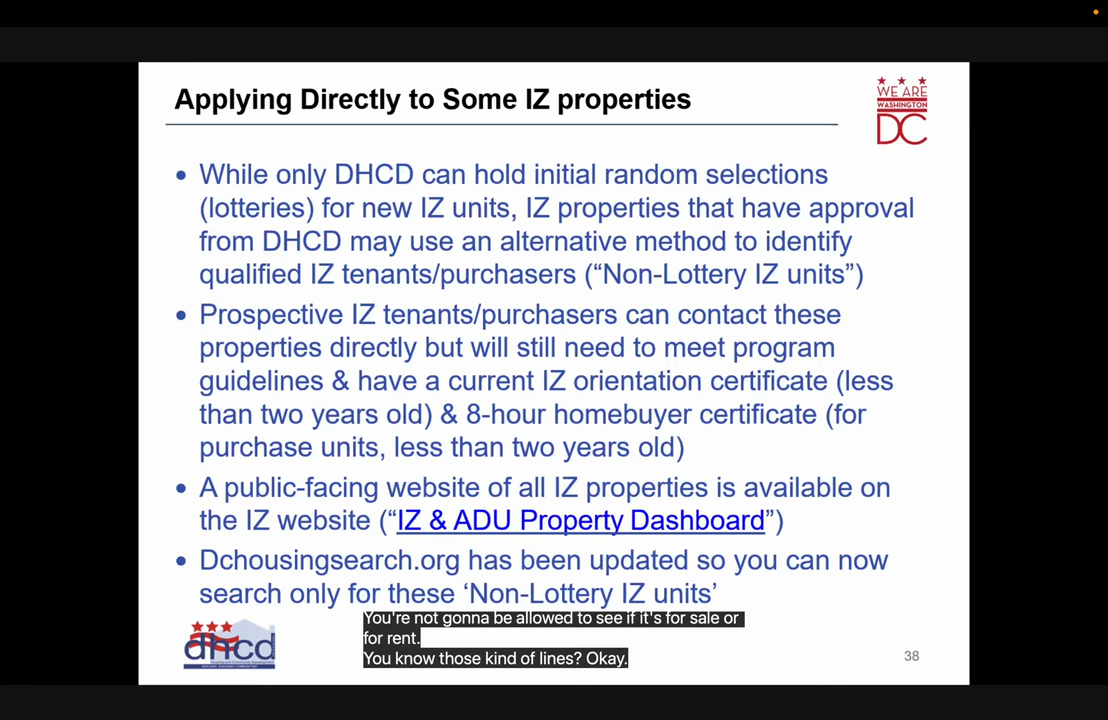 Applying Directly to Some IZ properties
WE ARE
WASHINGTON
DC
• While only DHCD can hold initial random selections
(lotteries) for new IZ units, IZ properties that have approval
from DHCD may use an alternative method to identify
qualified IZ tenants/purchasers (“Non-Lottery IZ units”)
• Prospective IZ tenants/purchasers can contact these
properties directly but will still need to meet program
guidelines & have a current IZ orientation certificate (less
than two years old) & 8-hour homebuyer certificate (for
purchase units, less than two years old)
• A public-facing website of all IZ properties is available on
the IZ website (“IZ & ADU Property Dashboard”)
• Dchousingsearch.org has been updated so you can now
search only for these ‘Non-Lottery IZ units’
You're not gonna be allowed to see if it's for sale or
for rent.
You know those kind of lines? Okay.
dhcd
38